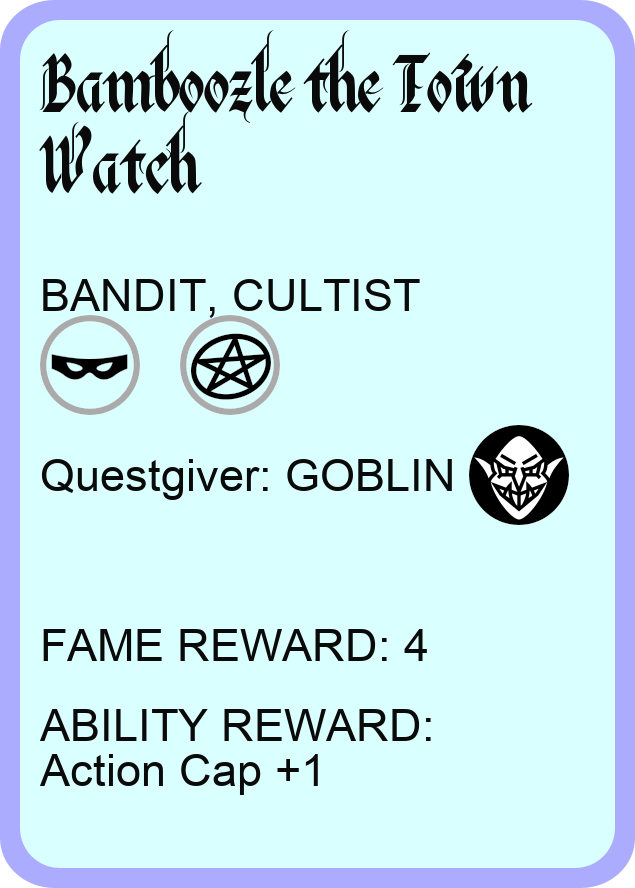 Bamboozle the Town
Watch
BANDIT, CULTIST
Questgiver: GOBLIN
FAME REWARD: 4
ABILITY REWARD:
Action Cap +1